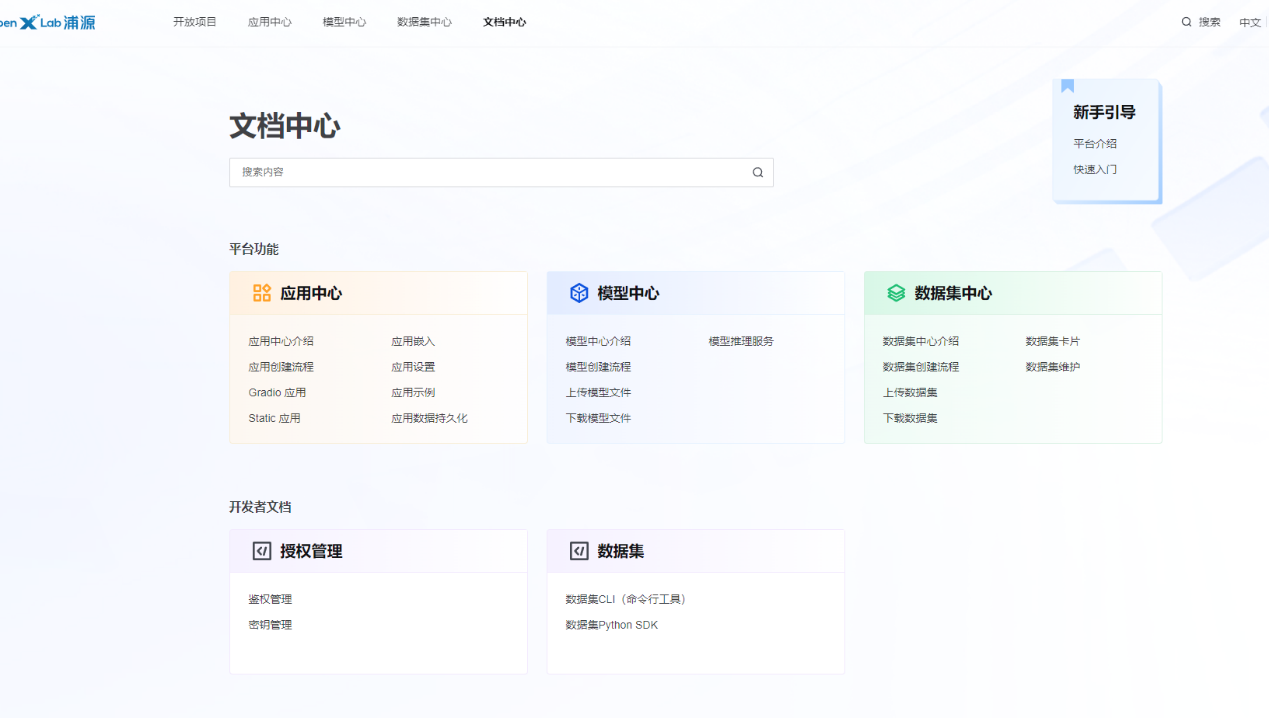 pen XLab 浦源 开放项目 应用中心 模型中心 数据集中心 文档中心 搜索 中文
新手引导
平台介绍
快速入门
文档中心
搜索内容
平台功能
应用中心
应用中心介绍 应用嵌入
应用创建流程 应用设置
Gradio 应用 应用示例
Static 应用 应用数据持久化
模型中心
模型中心介绍 模型推理服务
模型创建流程
上传模型文件
下载模型文件
数据集中心
数据集中心介绍 数据集卡片
数据集创建流程 数据集维护
上传数据集
下载数据集
开发者文档
授权管理
鉴权管理
密钥管理
数据集
数据集CLI（命令行工具）
数据集Python SDK